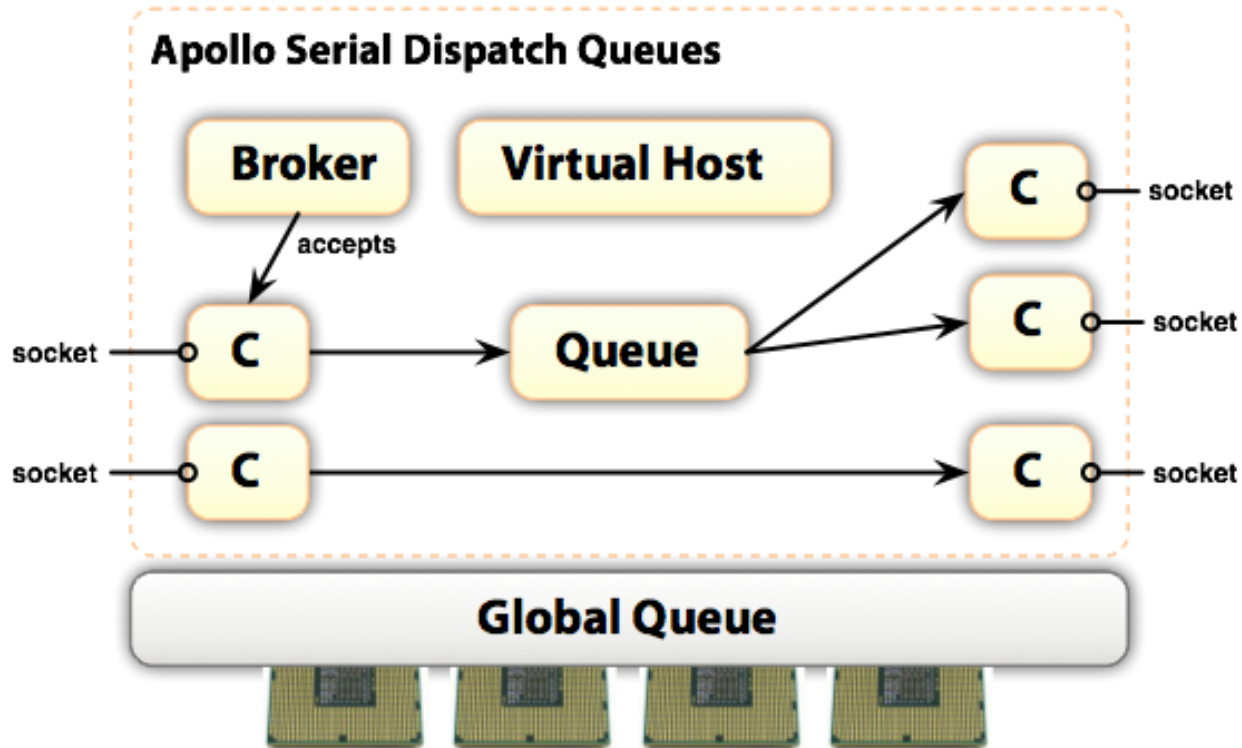 Apollo Serial Dispatch Queues
Broker
Virtual Host
accepts
C
socket
socket
C
Queue
C
socket
socket
C
C
socket
Global Queue